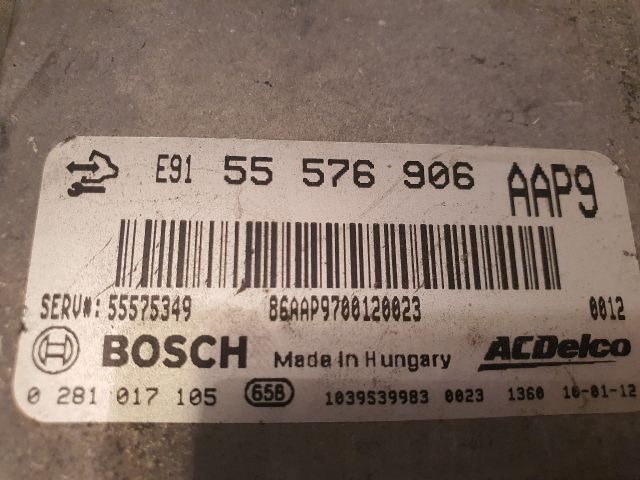 E91 55 576 906 AAP9
SERV#: 55575349 86AAP9700120023 0012
BOSCH Made in Hungary ACDelco
0 281 017 105 65B 1039S39983 0023 1360 10-01-12